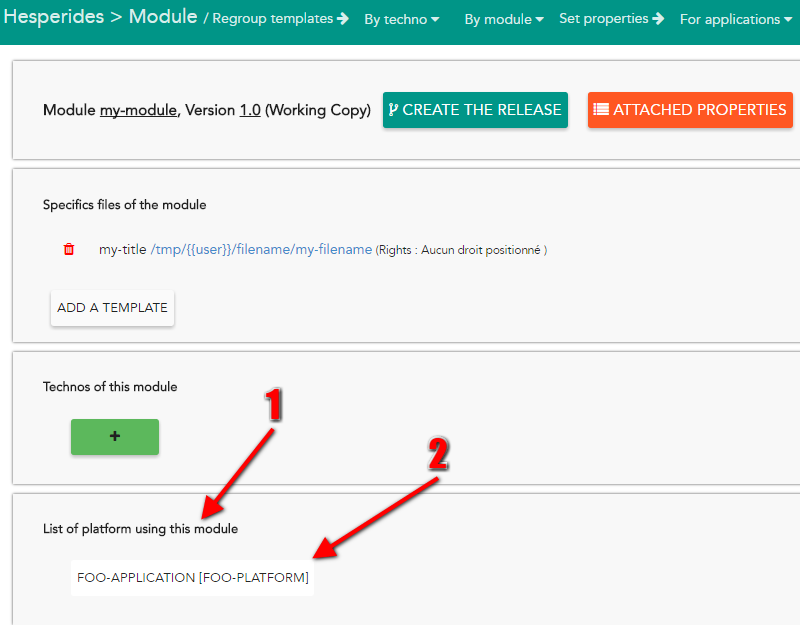 Hesperides > Module / Regroup templates By techno By module Set properties For applications
Module my-module, Version 1.0 (Working Copy) CREATE THE RELEASE ATTACHED PROPERTIES
Specifics files of the module
my-title /tmp/{{user}}/filename/my-filename (Rights : Aucun droit positionné )
ADD A TEMPLATE
Technos of this module
+
1
2
List of platform using this module
FOO-APPLICATION [FOO-PLATFORM]